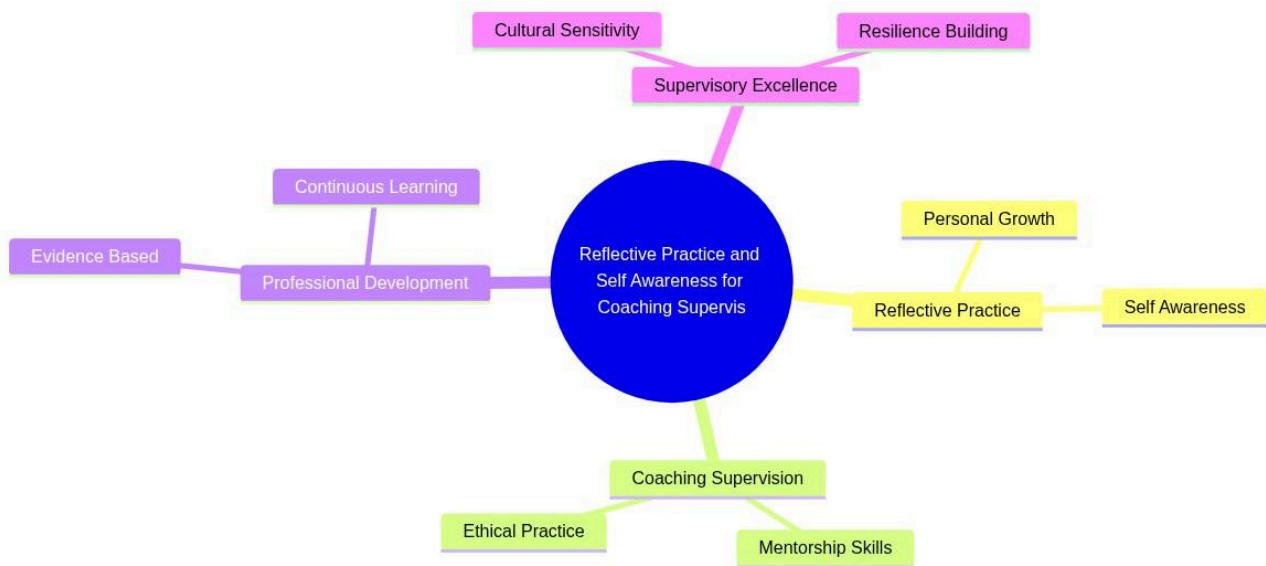 Cultural Sensitivity
Resilience Building
Supervisory Excellence
Continuous Learning
Evidence Based
Professional Development
Reflective Practice and
Self Awareness for
Coaching Supervis
Personal Growth
Reflective Practice
Self Awareness
Coaching Supervision
Ethical Practice
Mentorship Skills